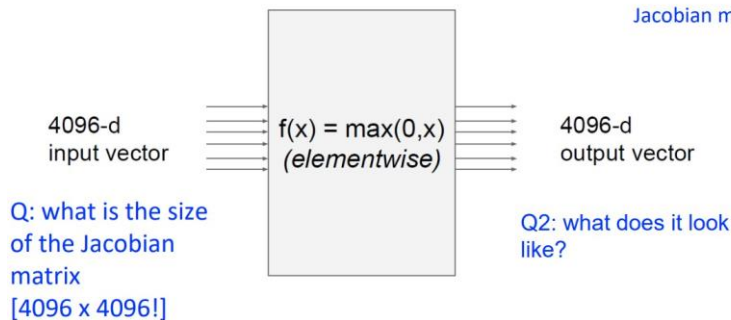 Jacobian m
4096-d
input vector
f(x) = max(0,x)
(elementwise)
4096-d
output vector
Q: what is the size
of the Jacobian
matrix
[4096 x 4096!]
Q2: what does it look
like?